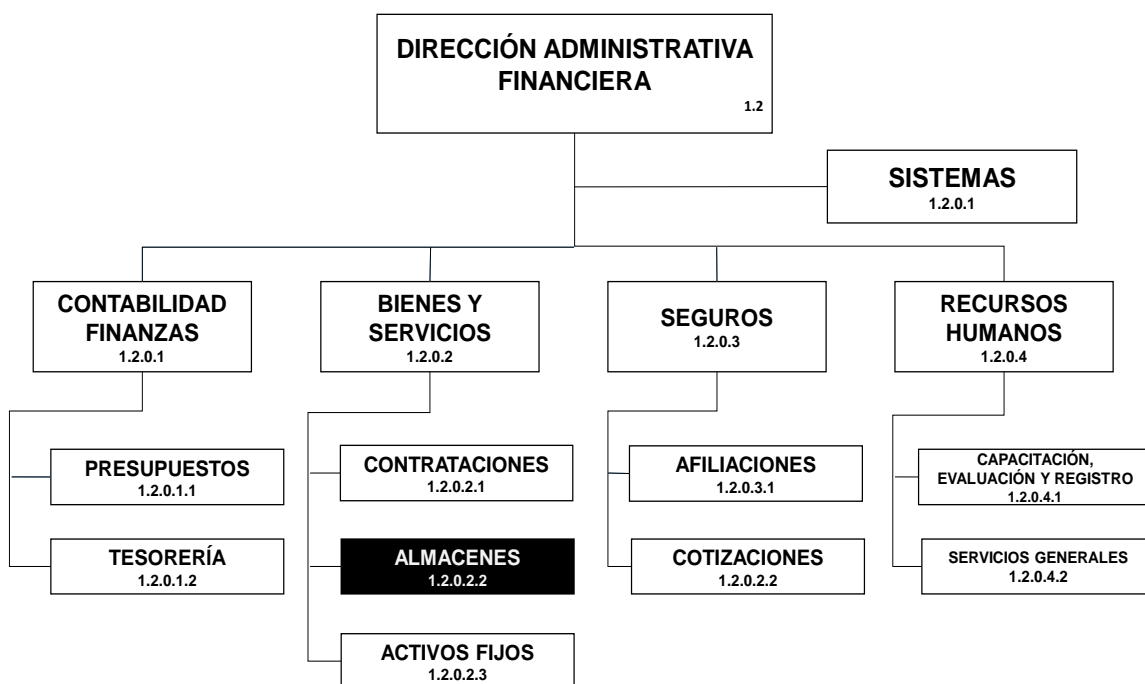 DIRECCIÓN ADMINISTRATIVA
FINANCIERA
1.2
SISTEMAS
1.2.0.1
CONTABILIDAD
FINANZAS
1.2.0.1
BIENES Y
SERVICIOS
1.2.0.2
SEGUROS
1.2.0.3
RECURSOS
HUMANOS
1.2.0.4
PRESUPUESTOS
1.2.0.1.1
CONTRATACIONES
1.2.0.2.1
AFILIACIONES
1.2.0.3.1
CAPACITACIÓN,
EVALUACIÓN Y REGISTRO
1.2.0.4.1
TESORERÍA
1.2.0.1.2
ALMACENES
1.2.0.2.2
COTIZACIONES
1.2.0.2.2
SERVICIOS GENERALES
1.2.0.4.2
ACTIVOS FIJOS
1.2.0.2.3